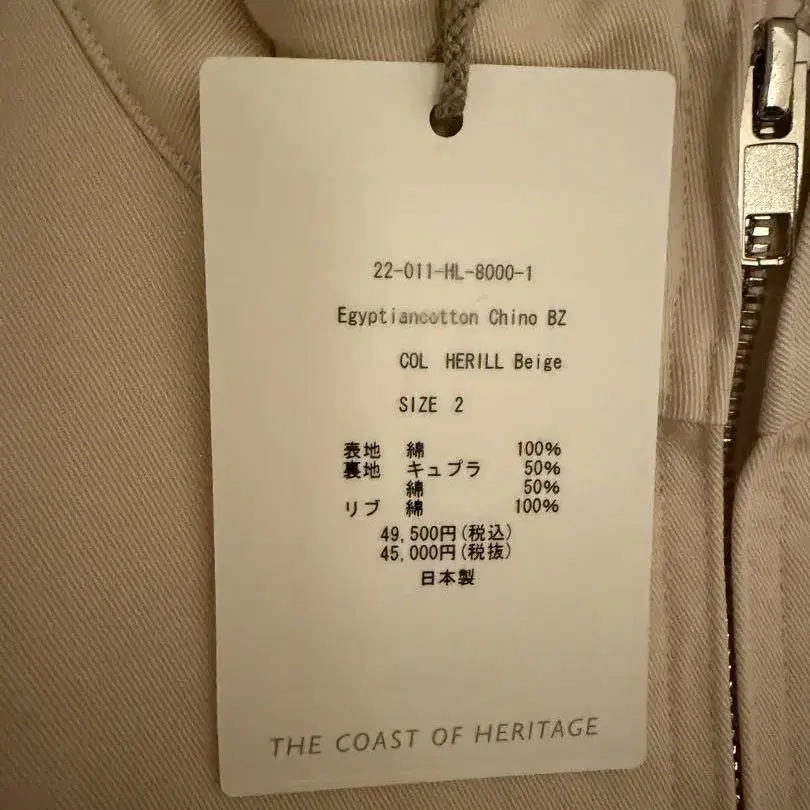 22-011-HL-8000-1
Egyptiancotton Chino BZ
COL HERILL Beige
SIZE 2
表地 綿 100%
裏地 キュプラ 50%
綿 50%
リブ 綿 100%
49,500円(税込)
45,000円(税抜)
日本製
THE COAST OF HERITAGE